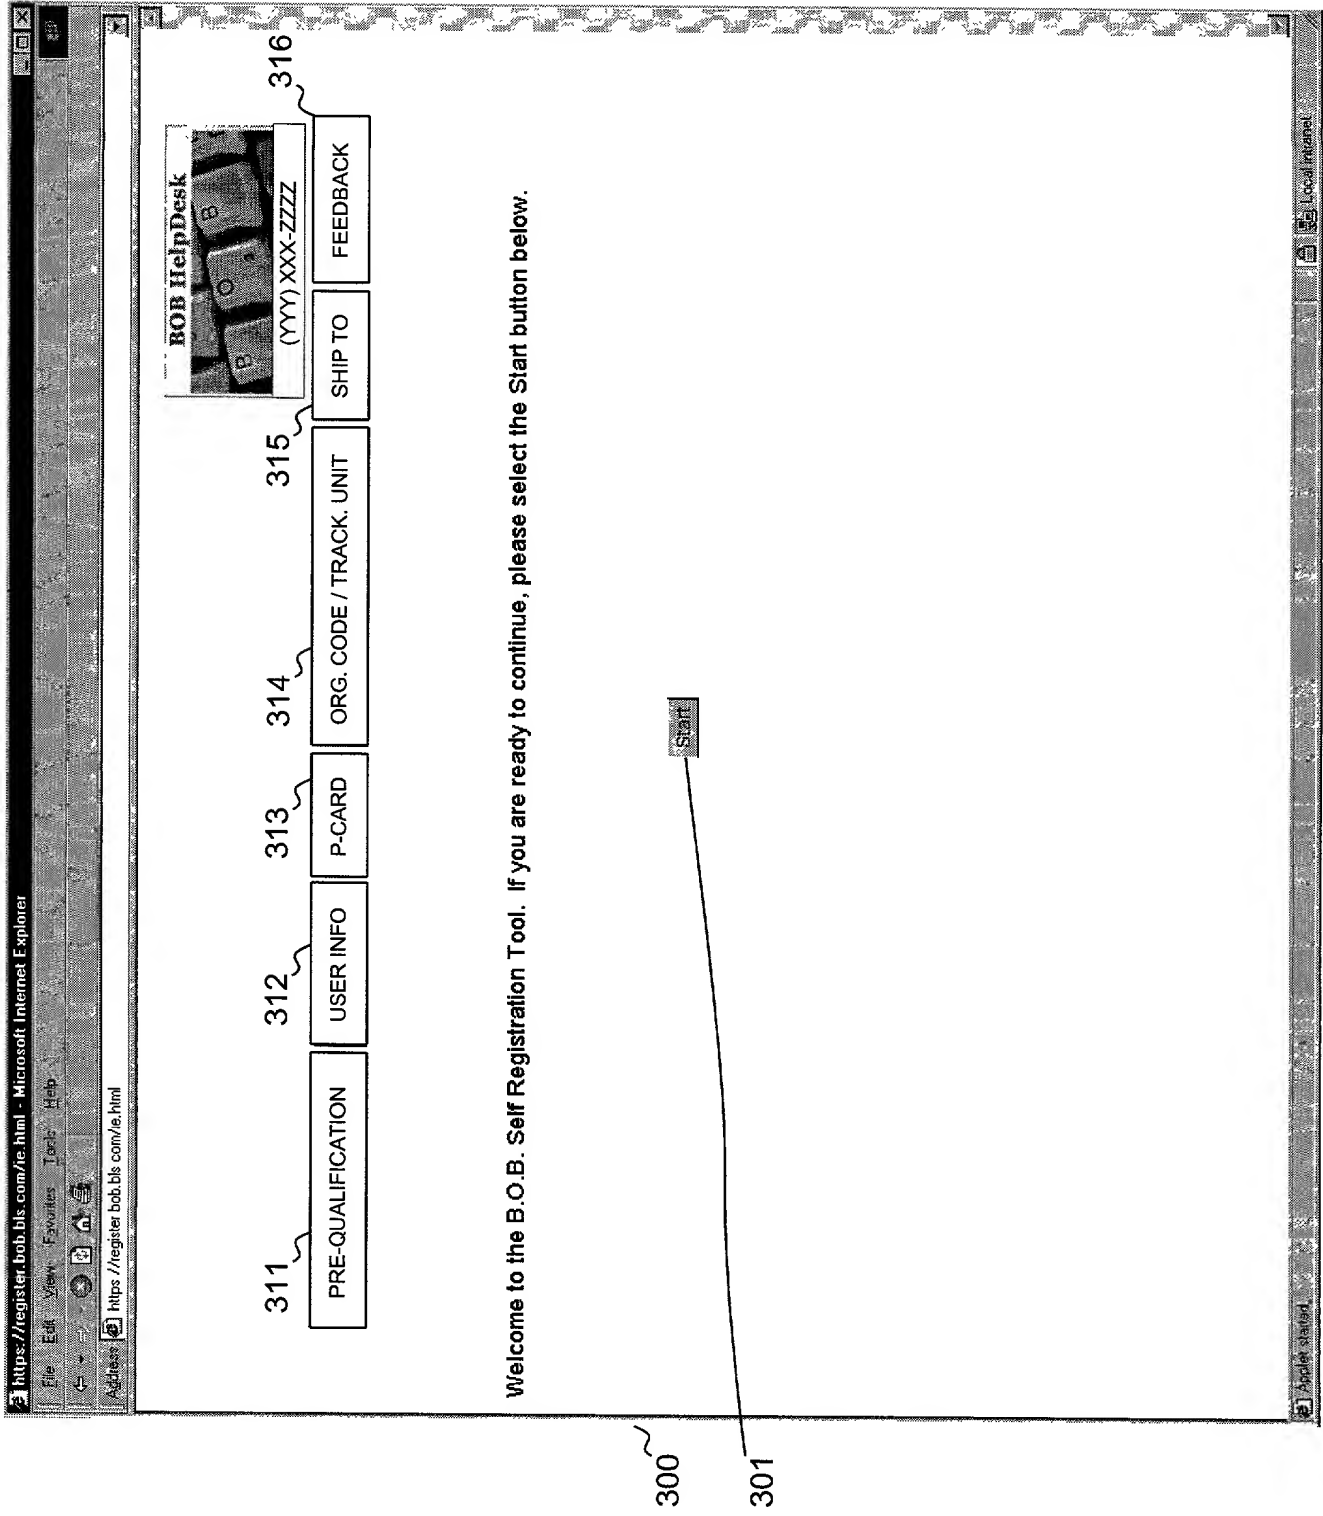 https://register.bob.bls.com/ie.html - Microsoft Internet Explorer
File Edit View Favorites Tools Help
Address https //register bob.bls com/ie.html
BOB HelpDesk
B O B
(YYY) XXX-ZZZZ
311 312 313 314 315 316
PRE-QUALIFICATION USER INFO P-CARD ORG. CODE / TRACK. UNIT SHIP TO FEEDBACK
Welcome to the B.O.B. Self Registration Tool. If you are ready to continue, please select the Start button below.
300
Start
301
Applet started Local intranet